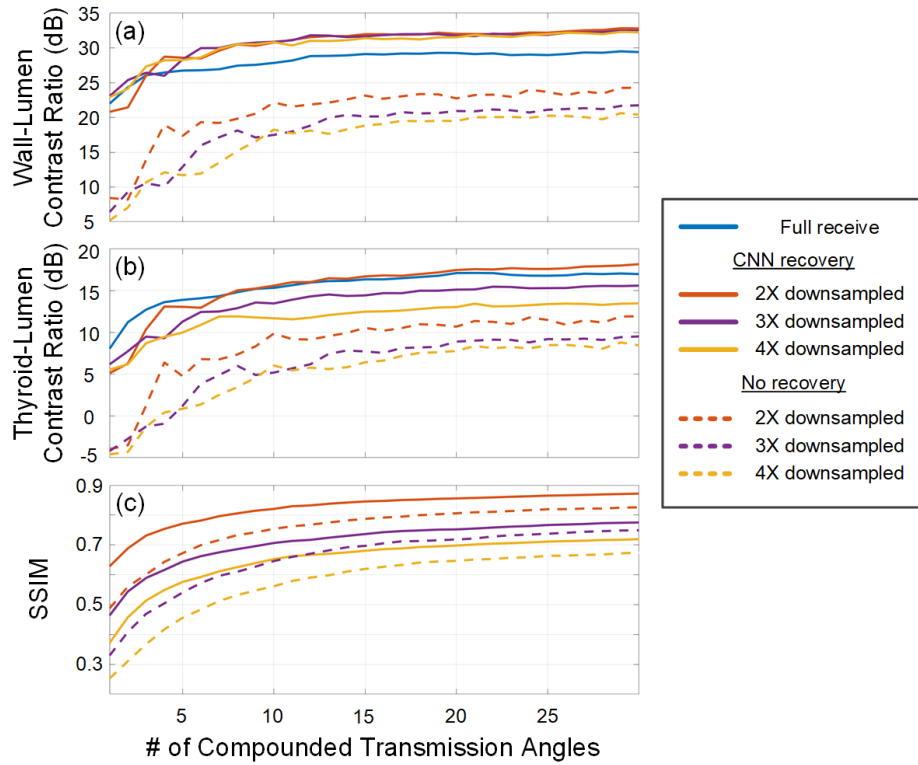 (a)
Wall-Lumen
Contrast Ratio (dB)
35
30
25
20
15
10
5
(b)
Thyroid-Lumen
Contrast Ratio (dB)
20
15
10
5
0
-5
(c)
SSIM
0.9
0.7
0.5
0.3
5
10
15
20
25
# of Compounded Transmission Angles
Full receive
CNN recovery
2X downsampled
3X downsampled
4X downsampled
No recovery
2X downsampled
3X downsampled
4X downsampled